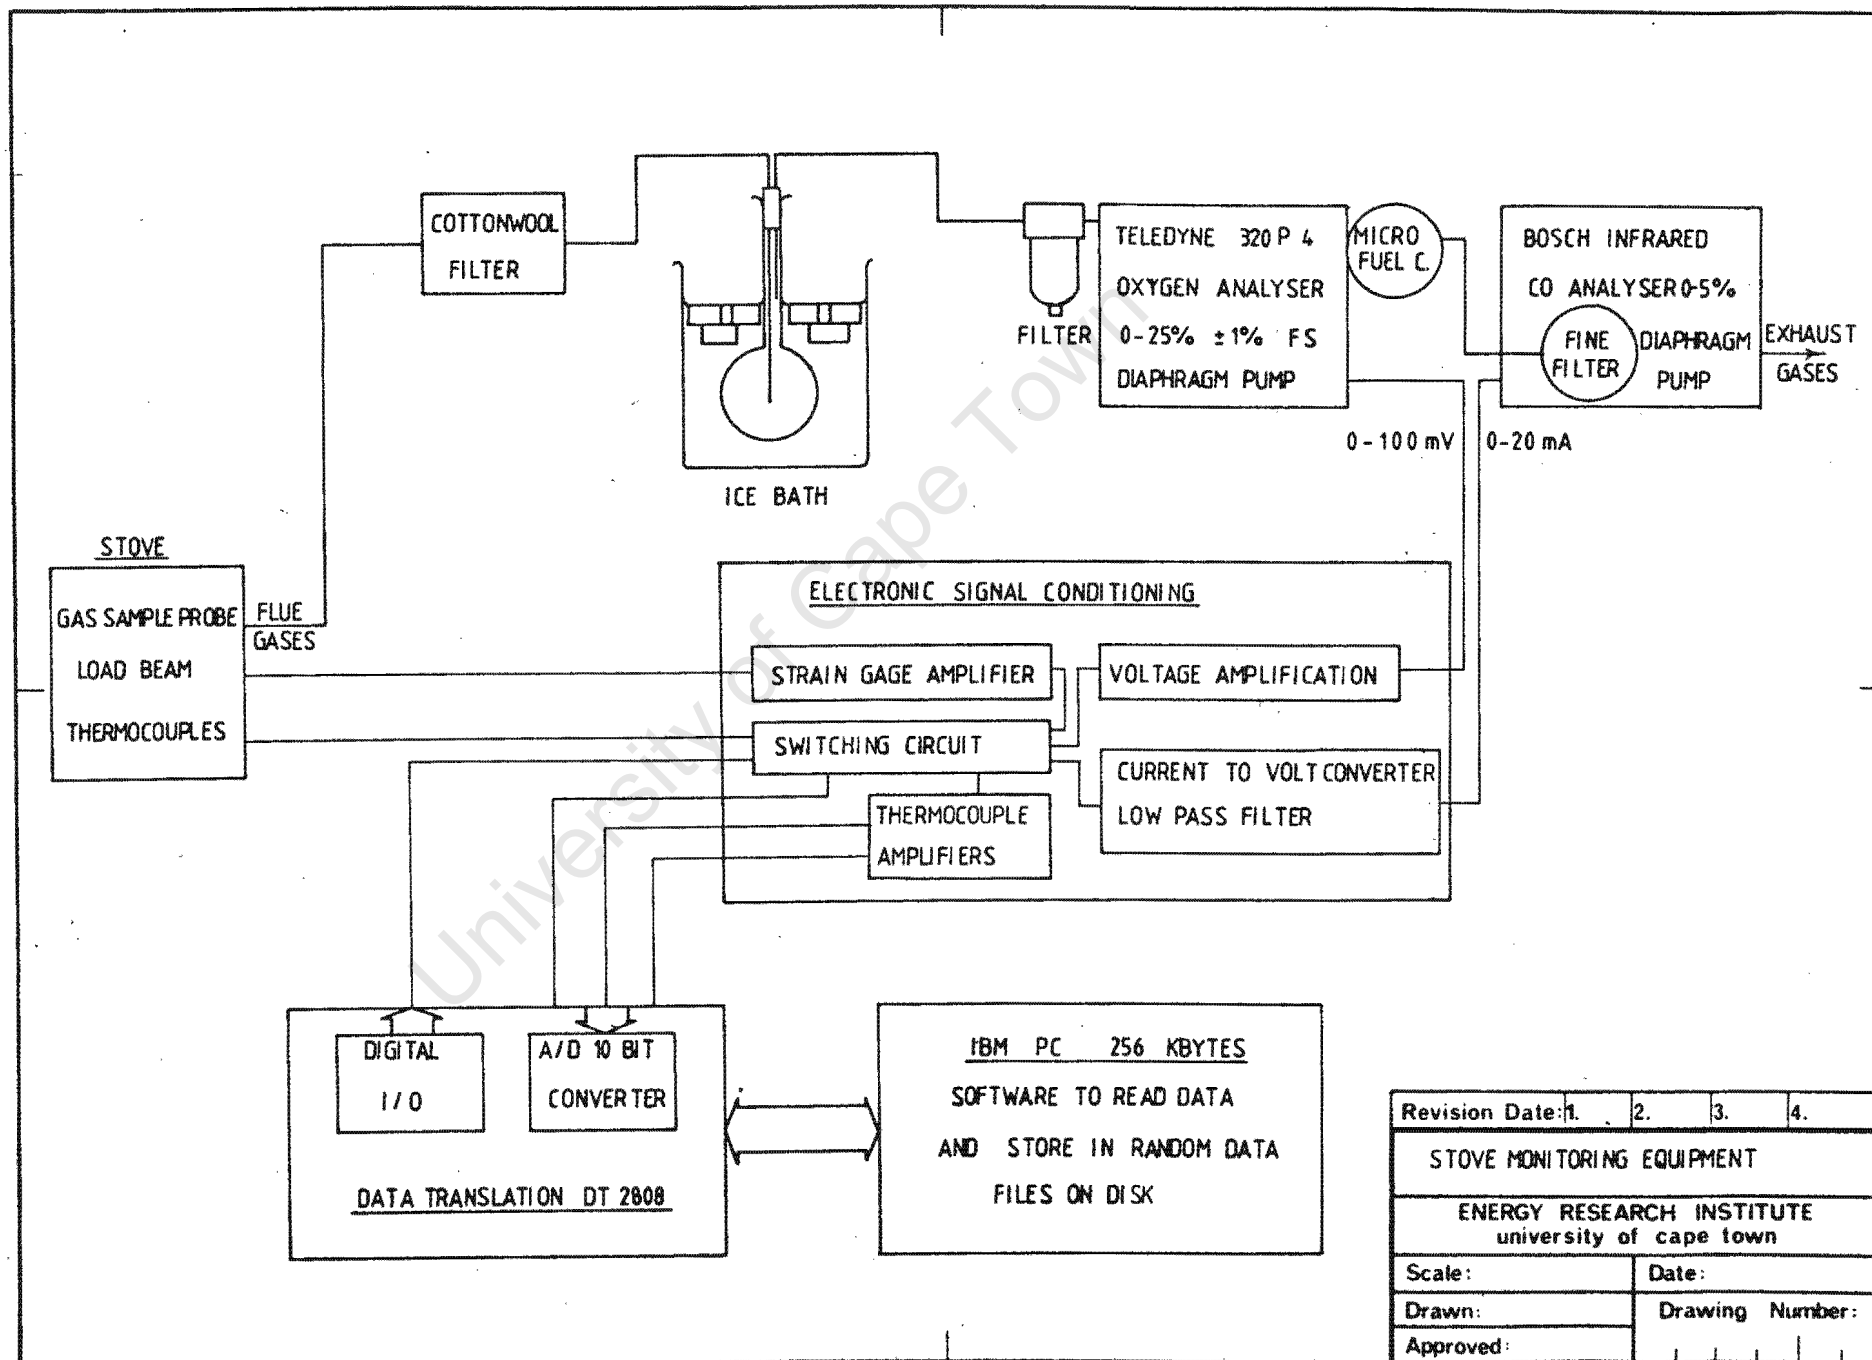 COTTONWOOL
FILTER
ICE BATH
FILTER
TELEDYNE 320 P 4
OXYGEN ANALYSER
0-25% ±1% FS
DIAPHRAGM PUMP
MICRO
FUEL C.
BOSCH INFRARED
CO ANALYSER 0-5%
FINE
FILTER
DIAPHRAGM
PUMP
EXHAUST
GASES
0-100 mV
0-20 mA
STOVE
GAS SAMPLE PROBE
LOAD BEAM
THERMOCOUPLES
FLUE
GASES
ELECTRONIC SIGNAL CONDITIONING
STRAIN GAGE AMPLIFIER
VOLTAGE AMPLIFICATION
SWITCHING CIRCUIT
CURRENT TO VOLT CONVERTER
LOW PASS FILTER
THERMOCOUPLE
AMPLIFIERS
DIGITAL
I/O
A/D 10 BIT
CONVERTER
DATA TRANSLATION DT 2808
IBM PC 256 KBYTES
SOFTWARE TO READ DATA
AND STORE IN RANDOM DATA
FILES ON DISK
Revision Date: 1. 2. 3. 4.
STOVE MONITORING EQUIPMENT
ENERGY RESEARCH INSTITUTE
university of cape town
Scale: Date:
Drawn: Drawing Number:
Approved:
University of Cape Town